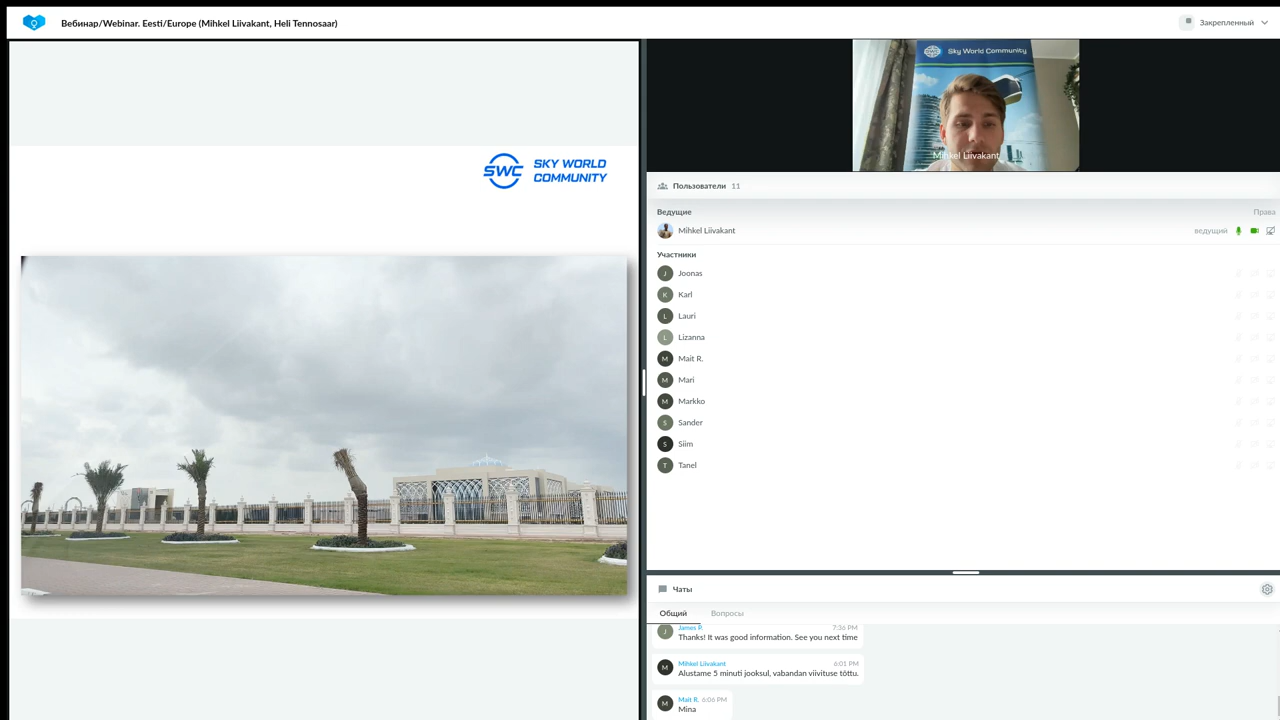 Вебинар/Webinar. Eesti/Europe (Mihkel Liivakant, Heli Tennosaar)
Закрепленный
SWC SKY WORLD
COMMUNITY
Sky World Community
Mihkel Liivakant
Пользователи 11
Ведущие Права
Mihkel Liivakant ведущий
Участники
J Joonas
K Karl
L Lauri
L Lizanna
M Mait R.
M Mari
M Markko
S Sander
S Siim
T Tanel
Чаты
Общий Вопросы
James P. 7:36 PM
J Thanks! It was good information. See you next time
Mihkel Liivakant 6:01 PM
M Alustame 5 minuti jooksul, vabandan viivituse tõttu.
Mait R. 6:06 PM
M Mina